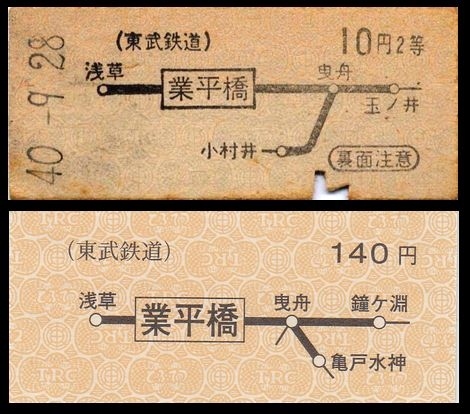 40-9.28
(東武鉄道)
10円2等
浅草 業平橋 曳舟 玉ノ井
小村井
裏面注意
(東武鉄道)
140円
浅草 業平橋 曳舟 鐘ケ淵
亀戸水神